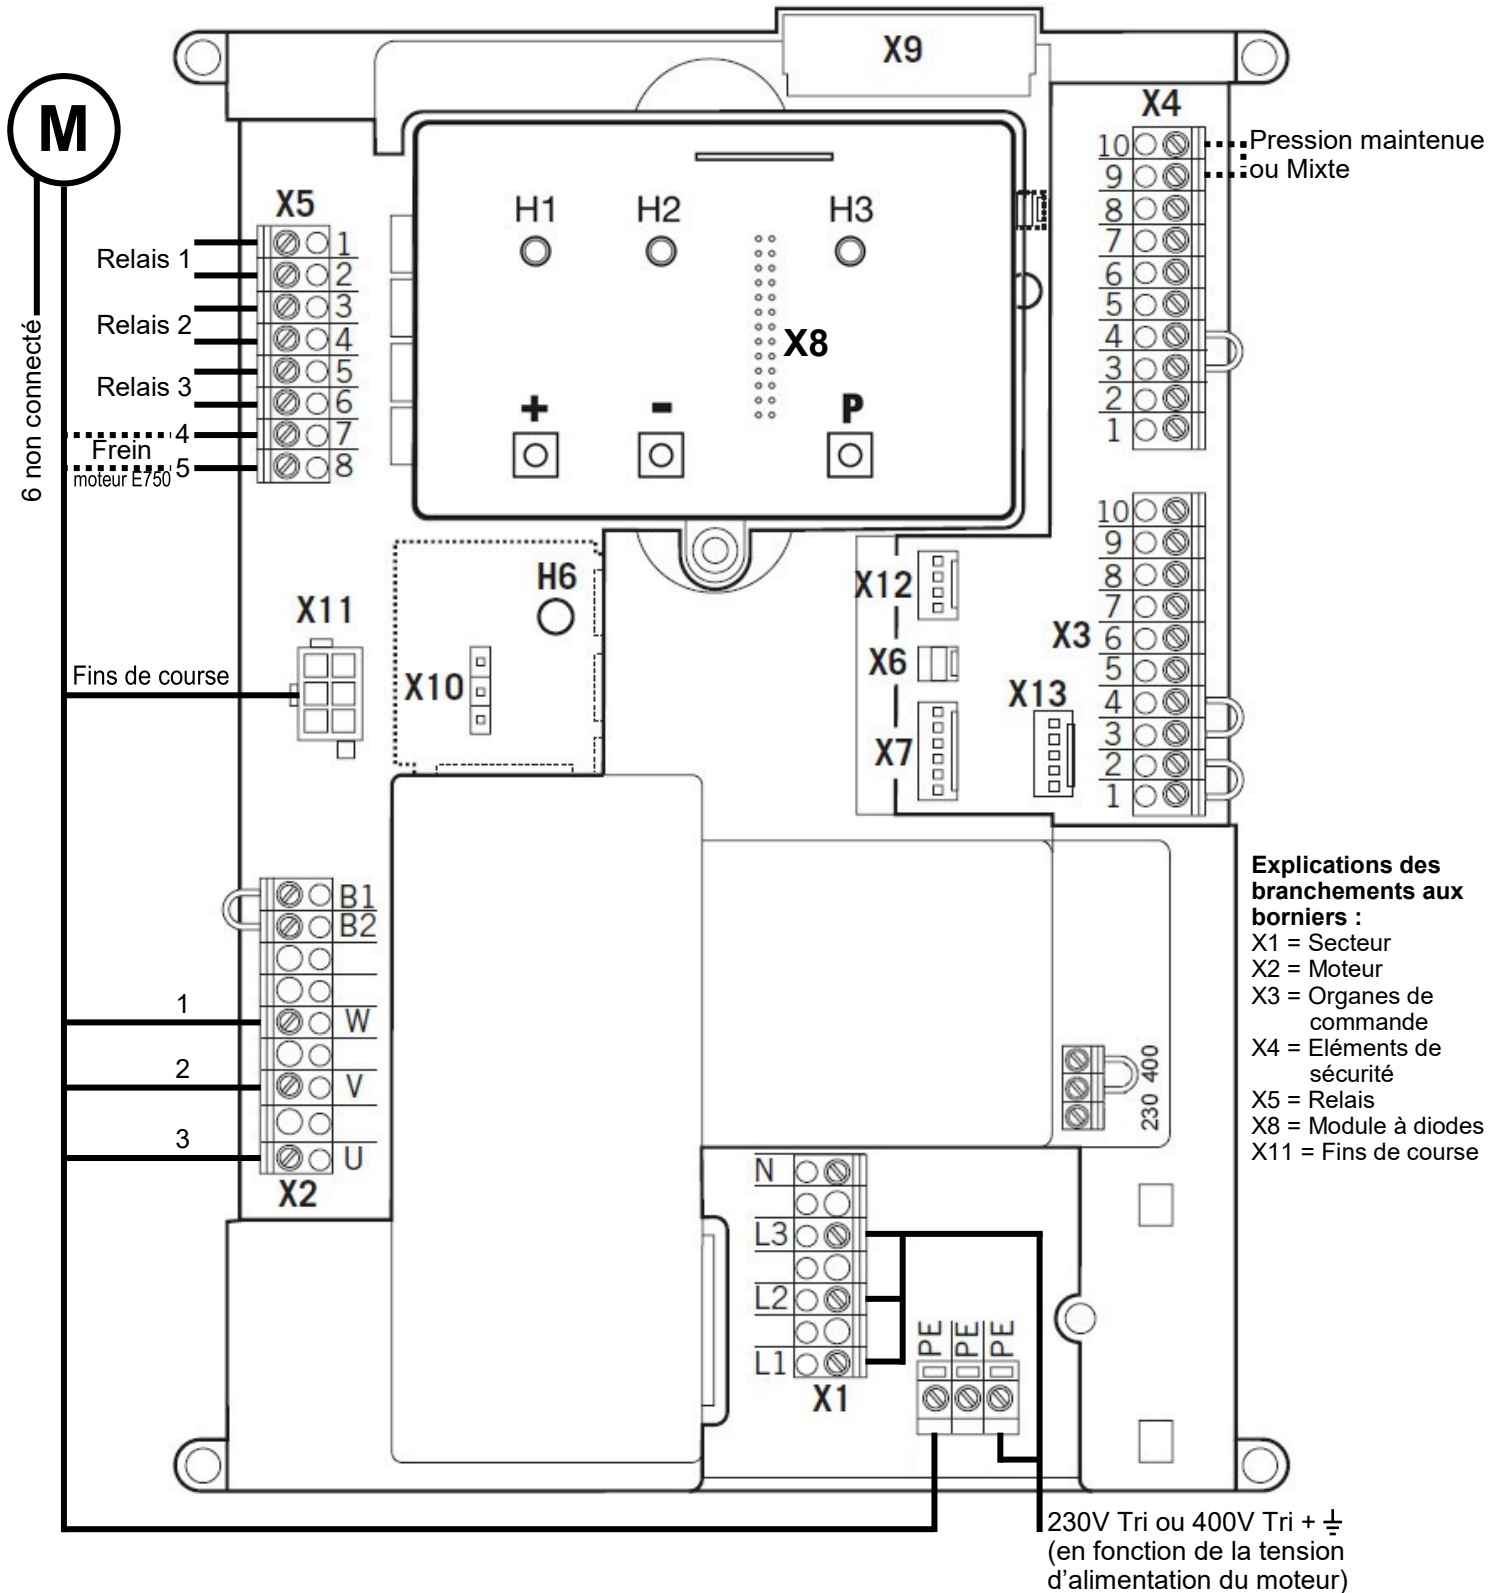 X9
M
X4
10
Pression maintenue
9
ou Mixte
8
7
6
5
4
3
2
1
X5
1
Relais 1
2
3
Relais 2
4
5
Relais 3
6
4
7
Frein
5
8
moteur E750
6 non connecté
H1
H2
H3
X8
+
-
P
10
9
8
7
6
5
4
3
2
1
X3
X12
X6
X13
X7
H6
X11
Fins de course
X10
B1
B2
1
W
2
V
3
U
X2
Explications des
branchements aux
borniers :
X1 = Secteur
X2 = Moteur
X3 = Organes de
commande
X4 = Eléments de
sécurité
X5 = Relais
X8 = Module à diodes
X11 = Fins de course
230 400
N
L3
L2
L1
X1
PE
PE
PE
230V Tri ou 400V Tri + ⏚
(en fonction de la tension
d'alimentation du moteur)